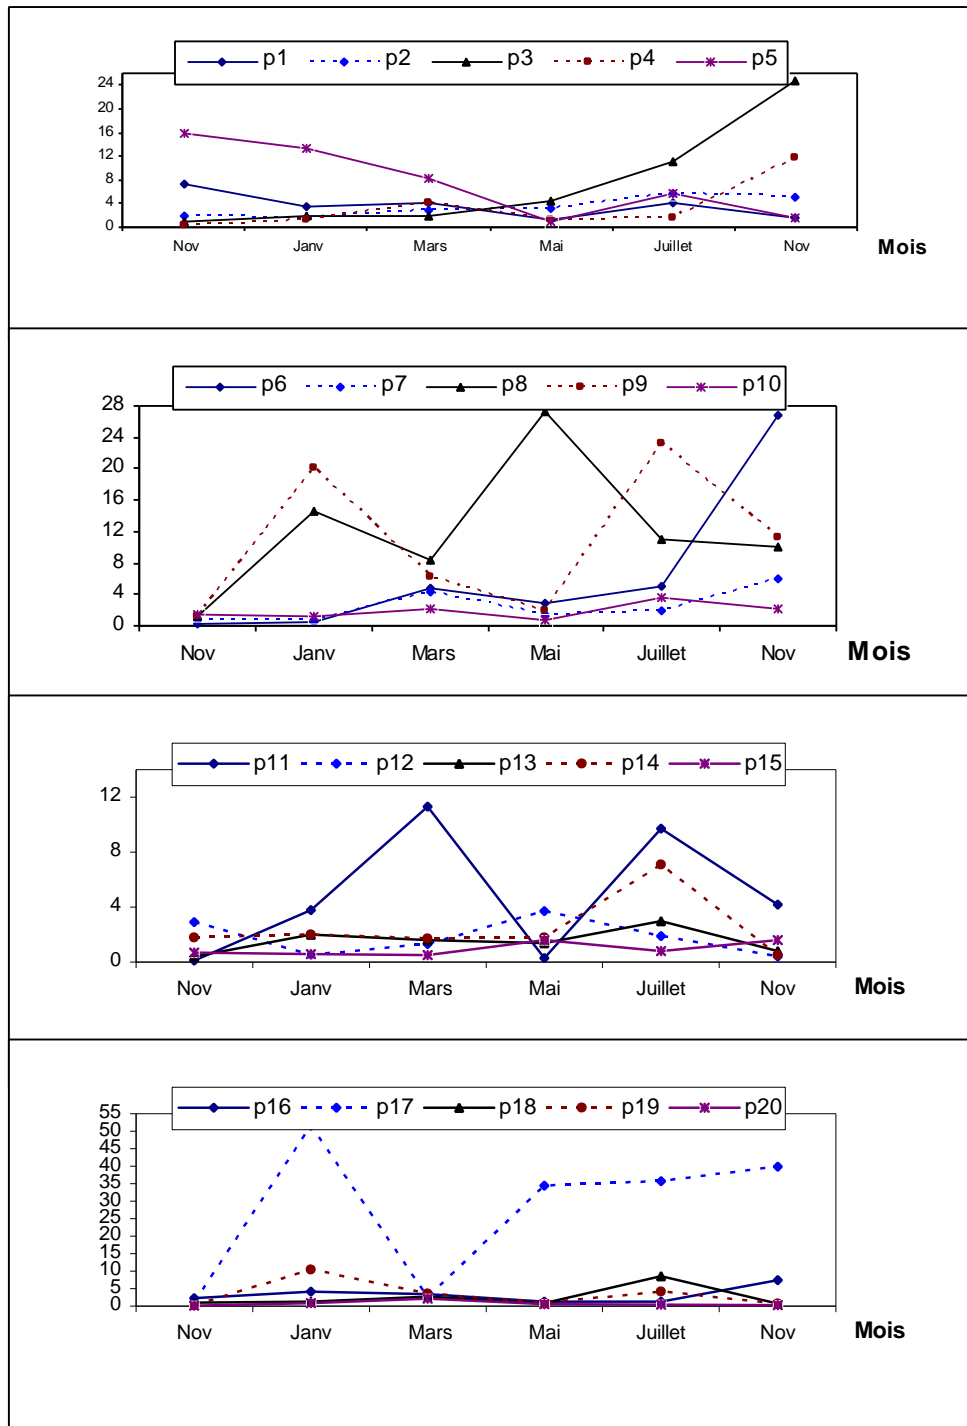 p1 p2 p3 p4 p5
24
20
16
12
8
4
0
Nov Janv Mars Mai Juillet Nov
Mois
p6 p7 p8 p9 p10
28
24
20
16
12
8
4
0
Nov Janv Mars Mai Juillet Nov
Mois
p11 p12 p13 p14 p15
12
8
4
0
Nov Janv Mars Mai Juillet Nov
Mois
p16 p17 p18 p19 p20
55
50
45
40
35
30
25
20
15
10
5
0
Nov Janv Mars Mai Juillet Nov
Mois